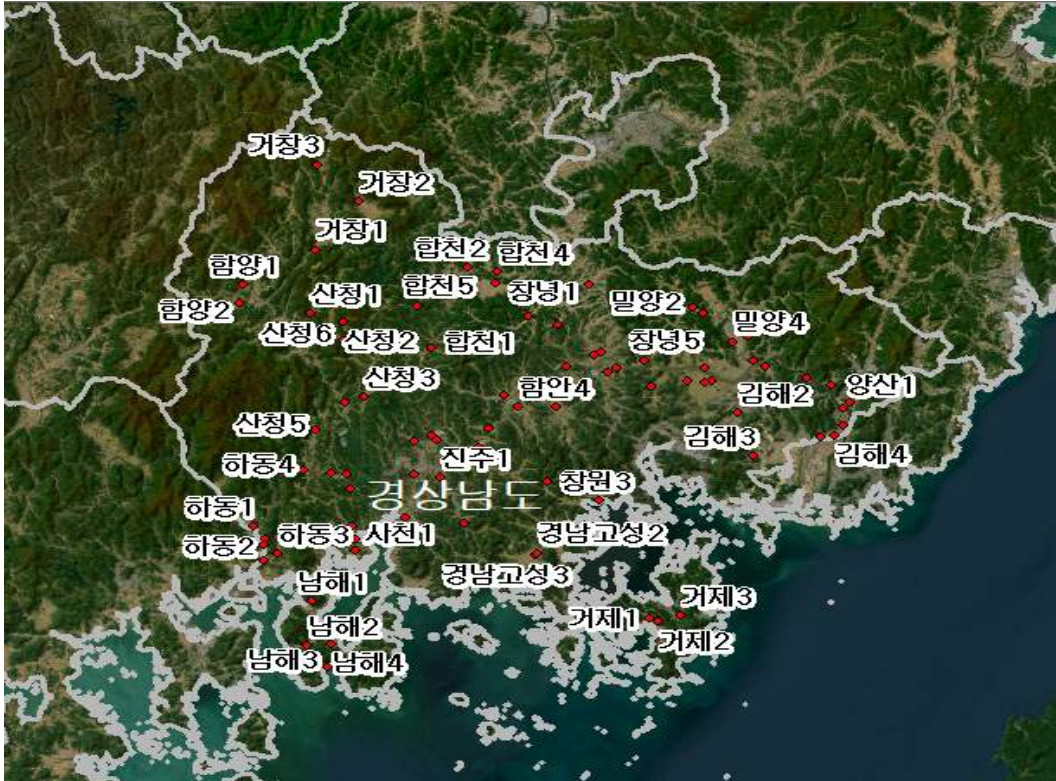 거창3
거창2
거창1
합천2
합천4
함양1
합천5
창녕1
산청1
함양2
밀양2
밀양4
산청6
산청2
합천1
창녕5
산청3
함안4
양산1
김해2
산청5
김해3
김해4
진주1
하동4
창원3
경상남도
하동1
하동3
사천1
경남고성2
하동2
경남고성3
남해1
거제3
거제1
남해2
거제2
남해3
남해4